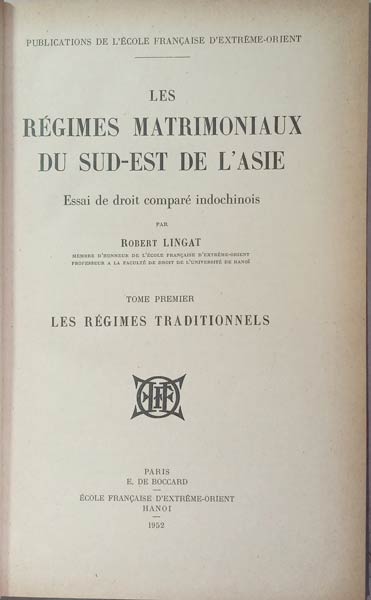 PUBLICATIONS DE L'ÉCOLE FRANÇAISE D'EXTRÊME-ORIENT
LES
RÉGIMES MATRIMONIAUX
DU SUD-EST DE L'ASIE
Essai de droit comparé indochinois
PAR
ROBERT LINGAT
MEMBRE D'HONNEUR DE L'ÉCOLE FRANÇAISE D'EXTRÊME-ORIENT
PROFESSEUR A LA FACULTÉ DE DROIT DE L'UNIVERSITÉ DE HANOÏ
TOME PREMIER
LES RÉGIMES TRADITIONNELS
PARIS
E. DE BOCCARD
ÉCOLE FRANÇAISE D'EXTRÊME-ORIENT
HANOI
1952